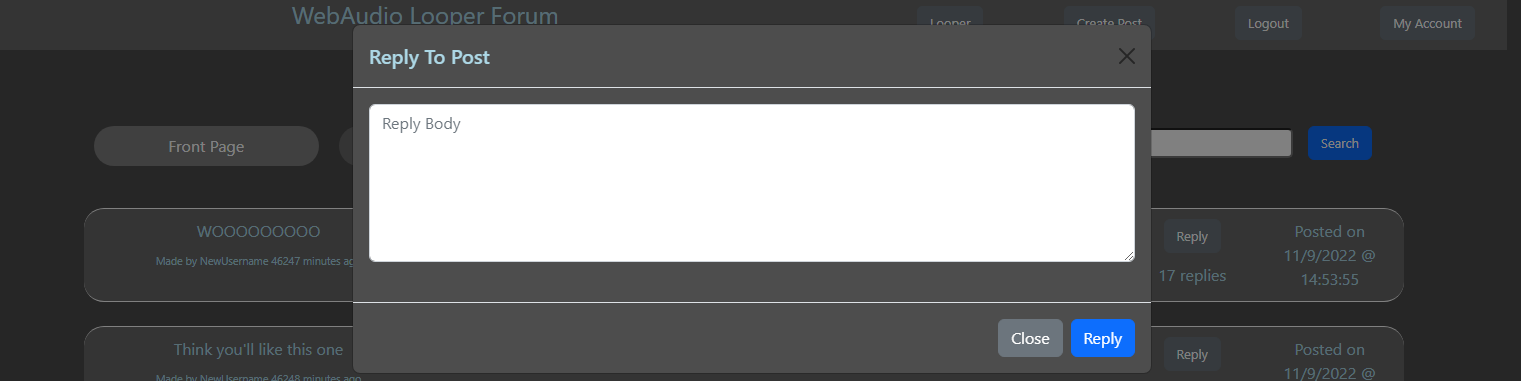 WebAudio Looper Forum
Looper
Create Post
Logout
My Account
Reply To Post
Reply Body
Front Page
Search
WOOOOOOOOO
Made by NewUsername 46247 minutes ag
Reply
17 replies
Posted on
11/9/2022 @
14:53:55
Close
Reply
Think you'll like this one
Made by NewUsername 46248 minutes ago
Reply
Posted on
11/9/2022 @